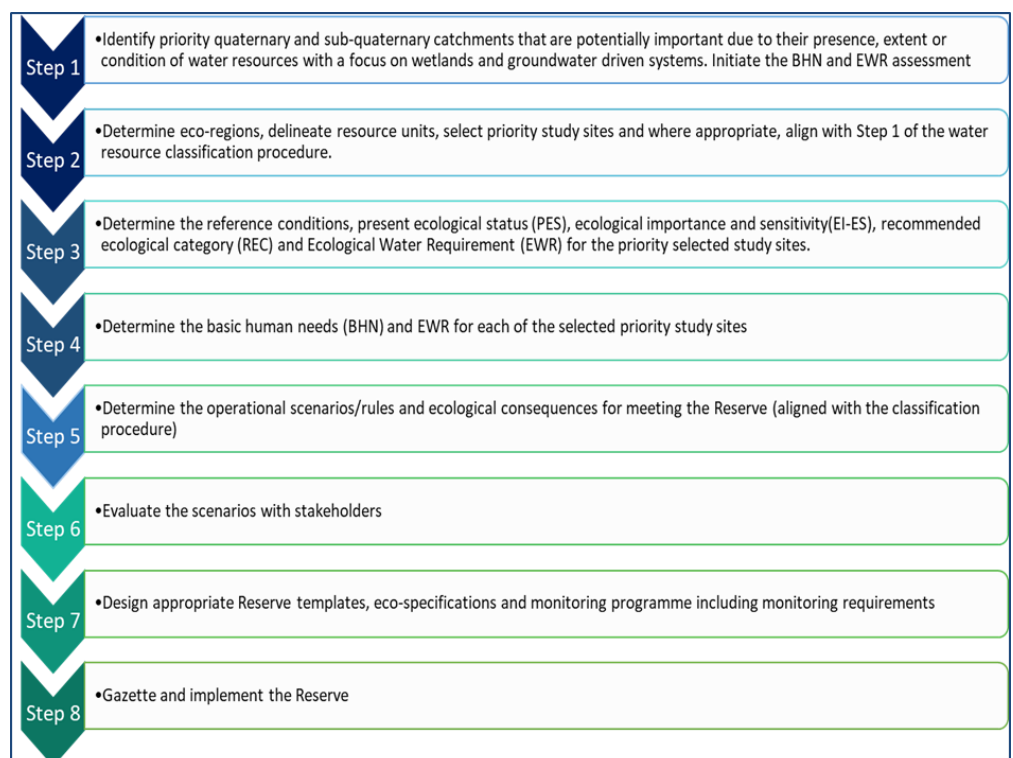 Step 1
•Identify priority quaternary and sub-quaternary catchments that are potentially important due to their presence, extent or
condition of water resources with a focus on wetlands and groundwater driven systems. Initiate the BHN and EWR assessment
Step 2
•Determine eco-regions, delineate resource units, select priority study sites and where appropriate, align with Step 1 of the water
resource classification procedure.
Step 3
•Determine the reference conditions, present ecological status (PES), ecological importance and sensitivity(EI-ES), recommended
ecological category (REC) and Ecological Water Requirement (EWR) for the priority selected study sites.
Step 4
•Determine the basic human needs (BHN) and EWR for each of the selected priority study sites
Step 5
•Determine the operational scenarios/rules and ecological consequences for meeting the Reserve (aligned with the classification
procedure)
Step 6
•Evaluate the scenarios with stakeholders
Step 7
•Design appropriate Reserve templates, eco-specifications and monitoring programme including monitoring requirements
Step 8
•Gazette and implement the Reserve